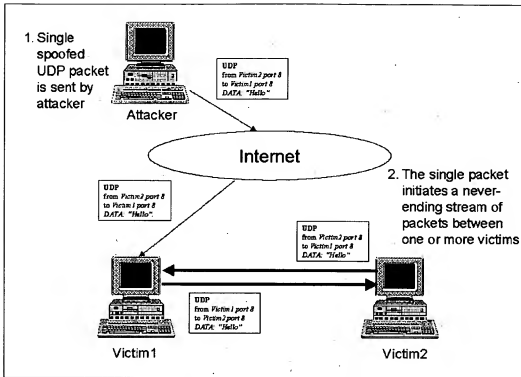 1. Single
spoofed
UDP packet
is sent by
attacker
Attacker
UDP
from Victim2 port 8
to Victim1 port 8
DATA: "Hello"
Internet
UDP
from Victim2 port 8
to Victim1 port 8
DATA: "Hello".
2. The single packet
initiates a never-
ending stream of
packets between
one or more victims
UDP
from Victim2 port 8
to Victim1 port 8
DATA: "Hello"
UDP
from Victim1 port 8
to Victim2 port 8
DATA: "Hello"
Victim1
Victim2